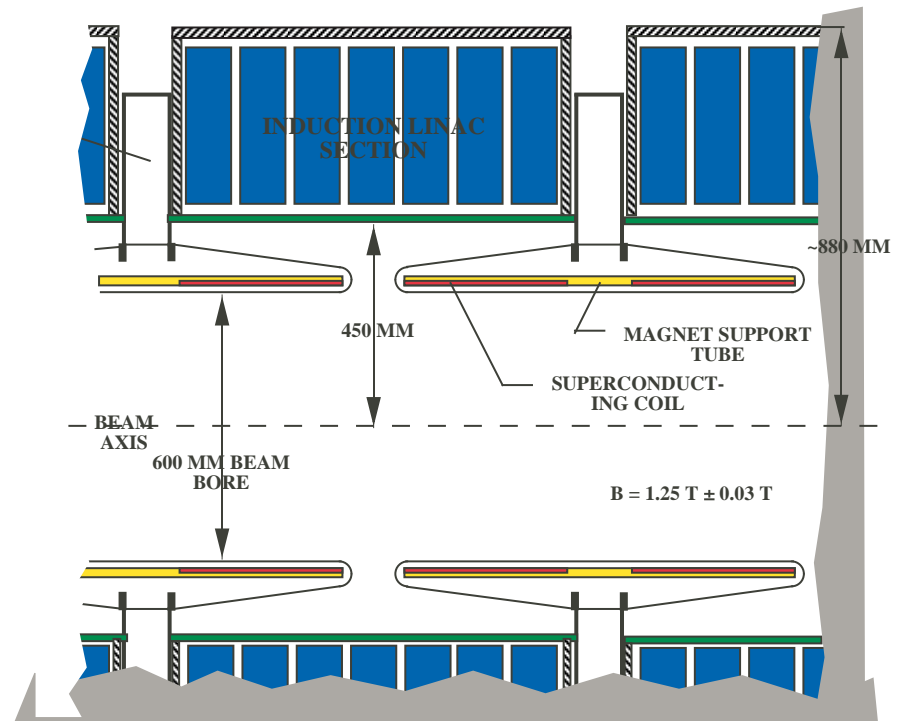 INDUCTION LINAC
SECTION
~880 MM
450 MM
MAGNET SUPPORT
TUBE
SUPERCONDUCT-
ING COIL
BEAM
AXIS
600 MM BEAM
BORE
B = 1.25 T ± 0.03 T